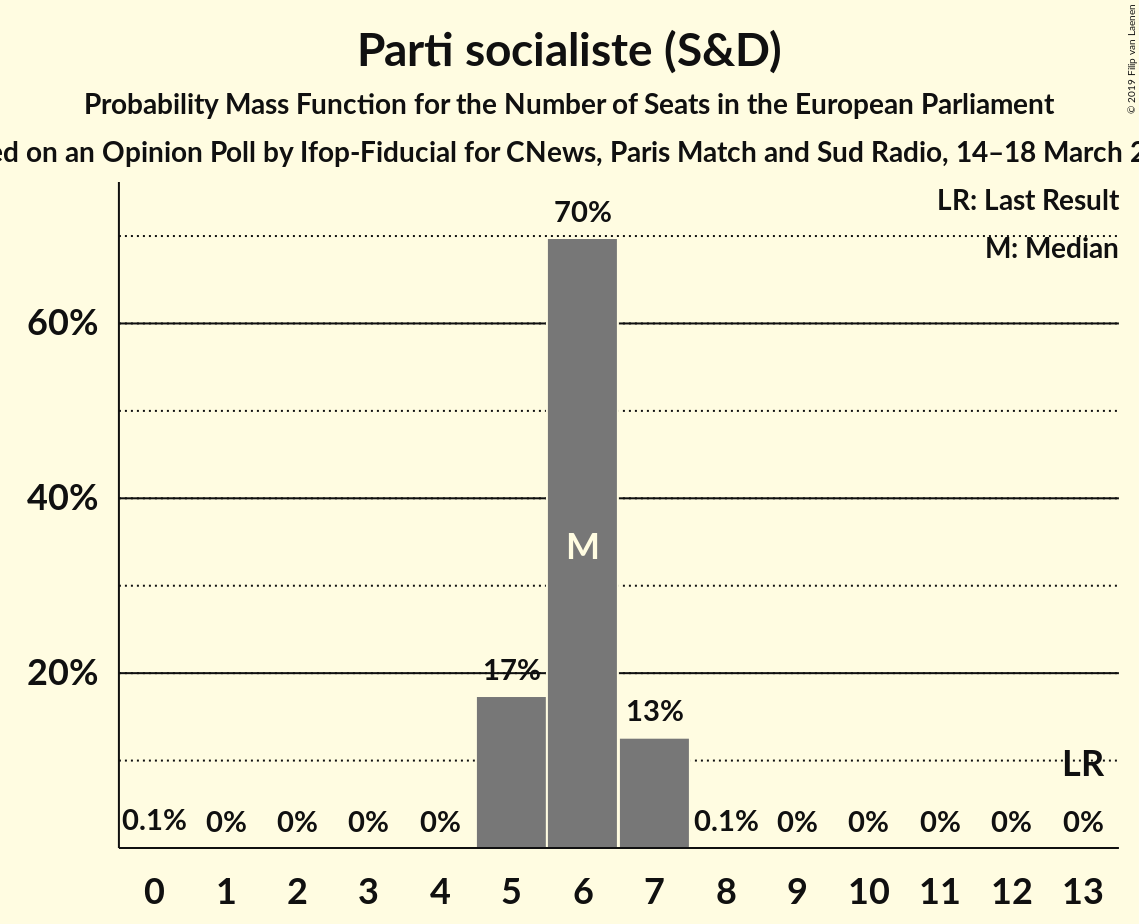 Parti socialiste (S&D)
Probability Mass Function for the Number of Seats in the European Parliament
ed on an Opinion Poll by Ifop-Fiducial for CNews, Paris Match and Sud Radio, 14–18 March 2
© 2019 Filip van Laenen
LR: Last Result
M: Median
70%
60%
40%
M
20%
17%
13%
LR
0.1% 0% 0% 0% 0% 0.1% 0% 0% 0% 0% 0%
0 1 2 3 4 5 6 7 8 9 10 11 12 13